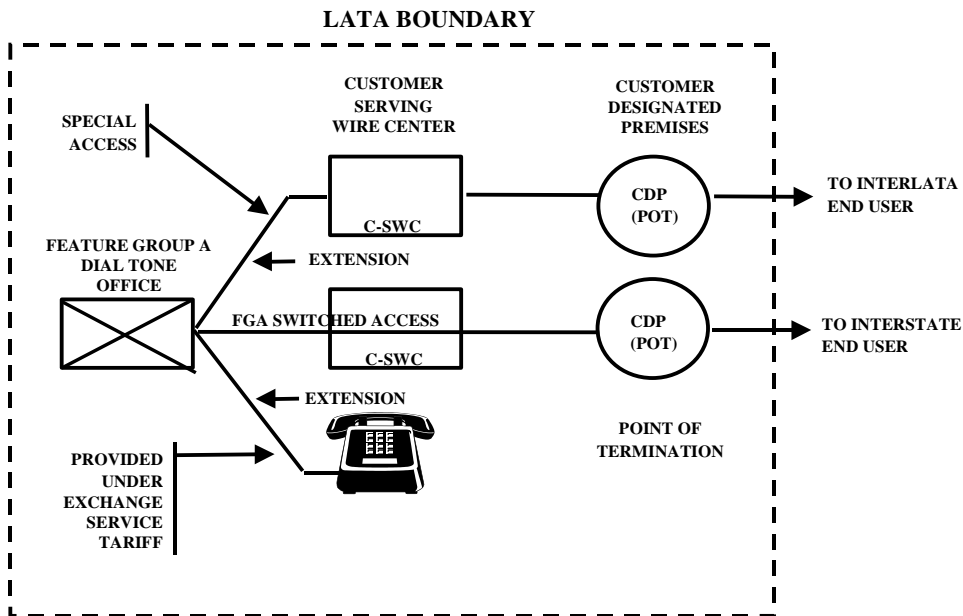 LATA BOUNDARY
SPECIAL
ACCESS
CUSTOMER
SERVING
WIRE CENTER
CUSTOMER
DESIGNATED
PREMISES
C-SWC
CDP
(POT)
TO INTERLATA
END USER
FEATURE GROUP A
DIAL TONE
OFFICE
EXTENSION
FGA SWITCHED ACCESS
C-SWC
CDP
(POT)
TO INTERSTATE
END USER
EXTENSION
POINT OF
TERMINATION
PROVIDED
UNDER
EXCHANGE
SERVICE
TARIFF